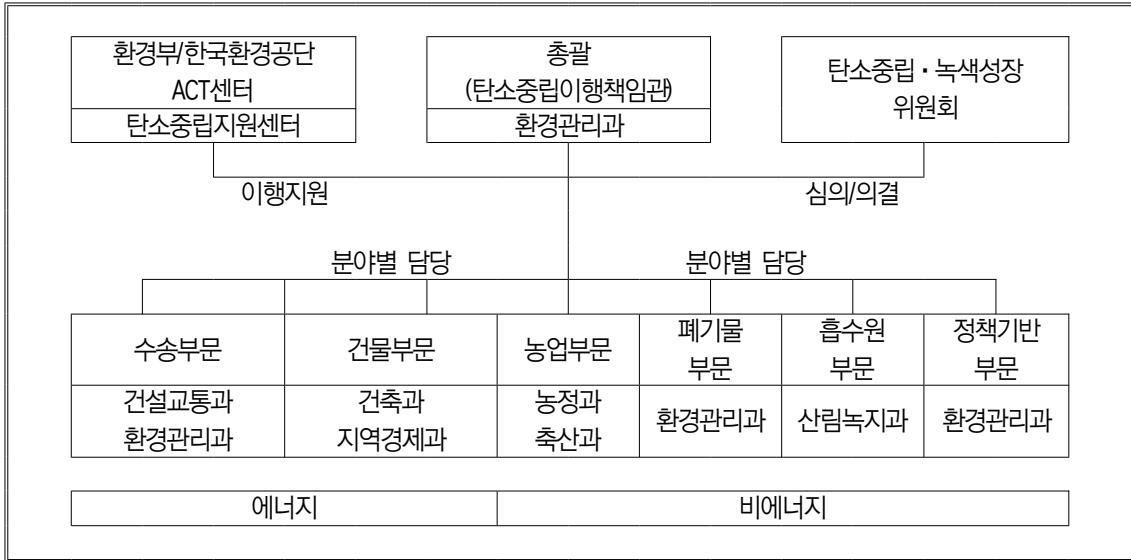 환경부/한국환경공단
ACT센터
탄소중립지원센터
총괄
(탄소중립이행책임관)
환경관리과
탄소중립・녹색성장
위원회
이행지원
심의/의결
분야별 담당
분야별 담당
수송부문
건물부문
농업부문
폐기물
부문
흡수원
부문
정책기반
부문
건설교통과
환경관리과
건축과
지역경제과
농정과
축산과
환경관리과
산림녹지과
환경관리과
에너지
비에너지